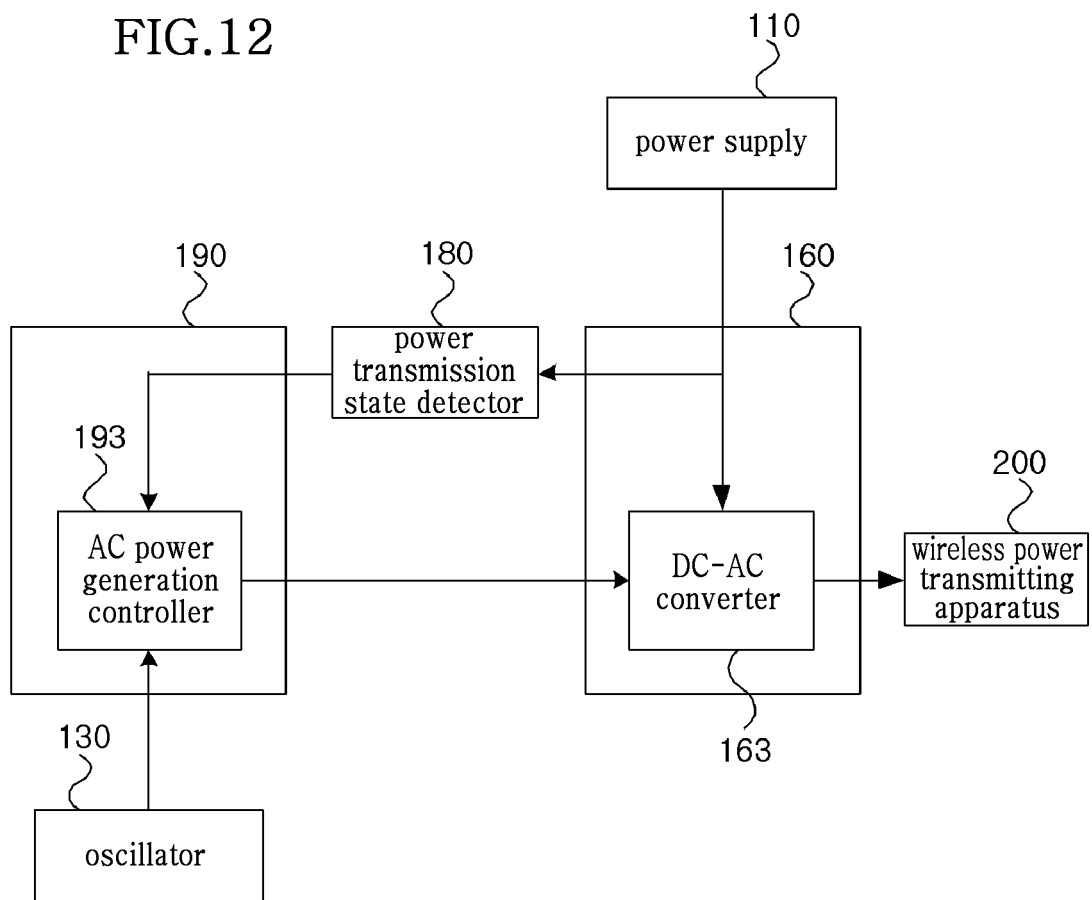 FIG.12
110
power supply
190
180
160
power
transmission
state detector
193
AC power
generation
controller
DC-AC
converter
200
wireless power
transmitting
apparatus
163
130
oscillator